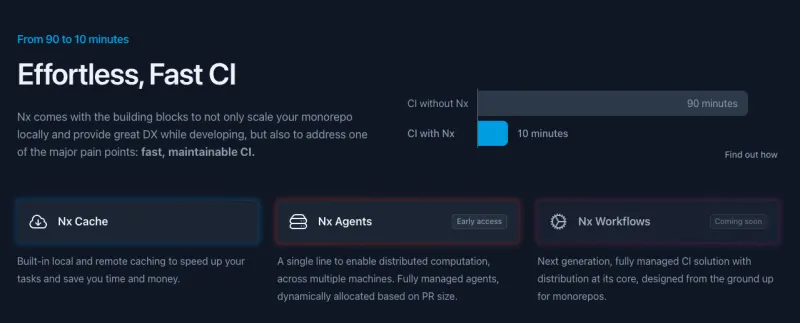 From 90 to 10 minutes
Effortless, Fast CI
Nx comes with the building blocks to not only scale your monorepo
locally and provide great DX while developing, but also to address one
of the major pain points: fast, maintainable CI.
CI without Nx
90 minutes
CI with Nx
10 minutes
Find out how
Nx Cache
Built-in local and remote caching to speed up your
tasks and save you time and money.
Nx Agents
Early access
A single line to enable distributed computation,
across multiple machines. Fully managed agents,
dynamically allocated based on PR size.
Nx Workflows
Coming soon
Next generation, fully managed CI solution with
distribution at its core, designed from the ground up
for monorepos.